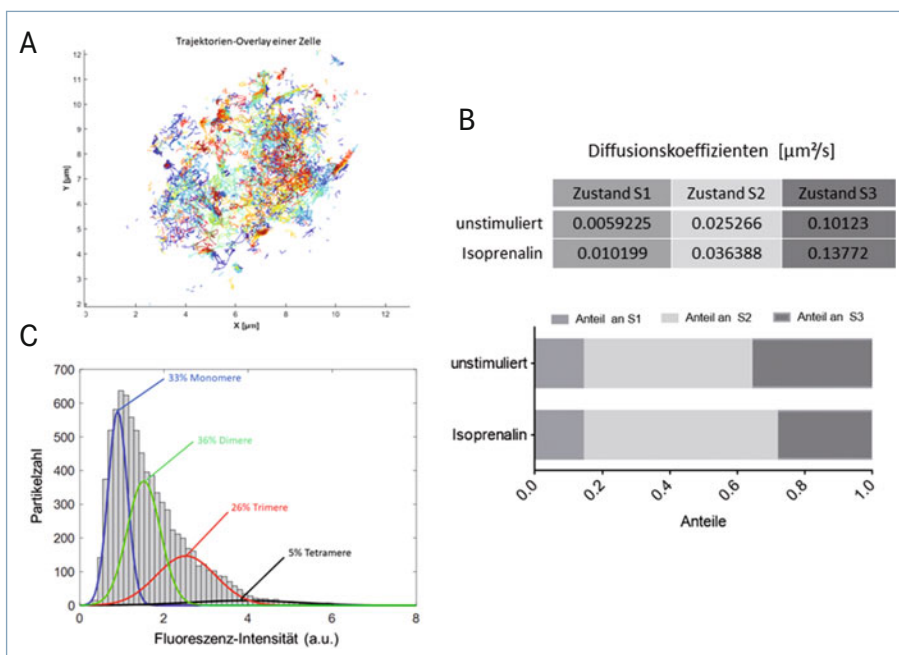 A
Trajektorien-Overlay einer Zelle
12
11
10
9
8
7
6
5
4
3
2
Y [µm]
3 4 6 8 10 12
X [µm]
B
Diffusionskoeffizienten [µm²/s]
Zustand S1 Zustand S2 Zustand S3
unstimuliert 0.0059225 0.025266 0.10123
Isoprenalin 0.010199 0.036388 0.13772
Anteil an S1 Anteil an S2 Anteil an S3
unstimuliert
Isoprenalin
0.0 0.2 0.4 0.6 0.8 1.0
Anteile
C
700
600
500
400
300
200
100
0
Partikelzahl
33% Monomere
36% Dimere
26% Trimere
5% Tetramere
0 2 4 6 8
Fluoreszenz-Intensität (a.u.)